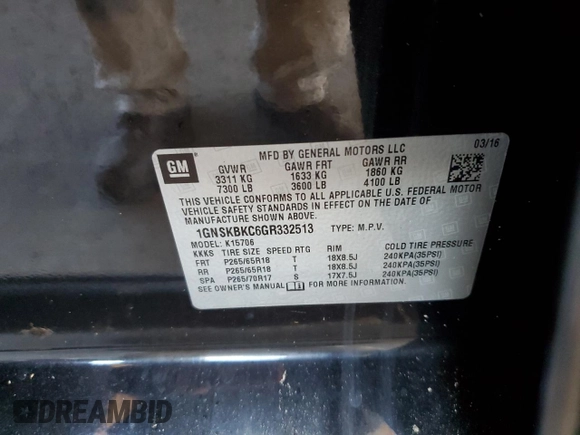 GM
MFD BY GENERAL MOTORS LLC
03/16
GVWR GAWR FRT GAWR RR
3311 KG 1633 KG 1860 KG
7300 LB 3600 LB 4100 LB
THIS VEHICLE CONFORMS TO ALL APPLICABLE U.S. FEDERAL MOTOR
VEHICLE SAFETY STANDARDS IN EFFECT ON THE DATE OF
MANUFACTURE SHOWN ABOVE.
1GNSKBKC6GR332513 TYPE: M.P.V.
MODEL: K15706
KKKS TIRE SIZE SPEED RTG RIM COLD TIRE PRESSURE
FRT P265/65R18 T 18X8.5J 240KPA(35PSI)
RR P265/65R18 T 18X8.5J 240KPA(35PSI)
SPA P265/70R17 S 17X7.5J 240KPA(35PSI)
SEE OWNER'S MANUAL FOR MORE INFORMATION.
DREAMBID